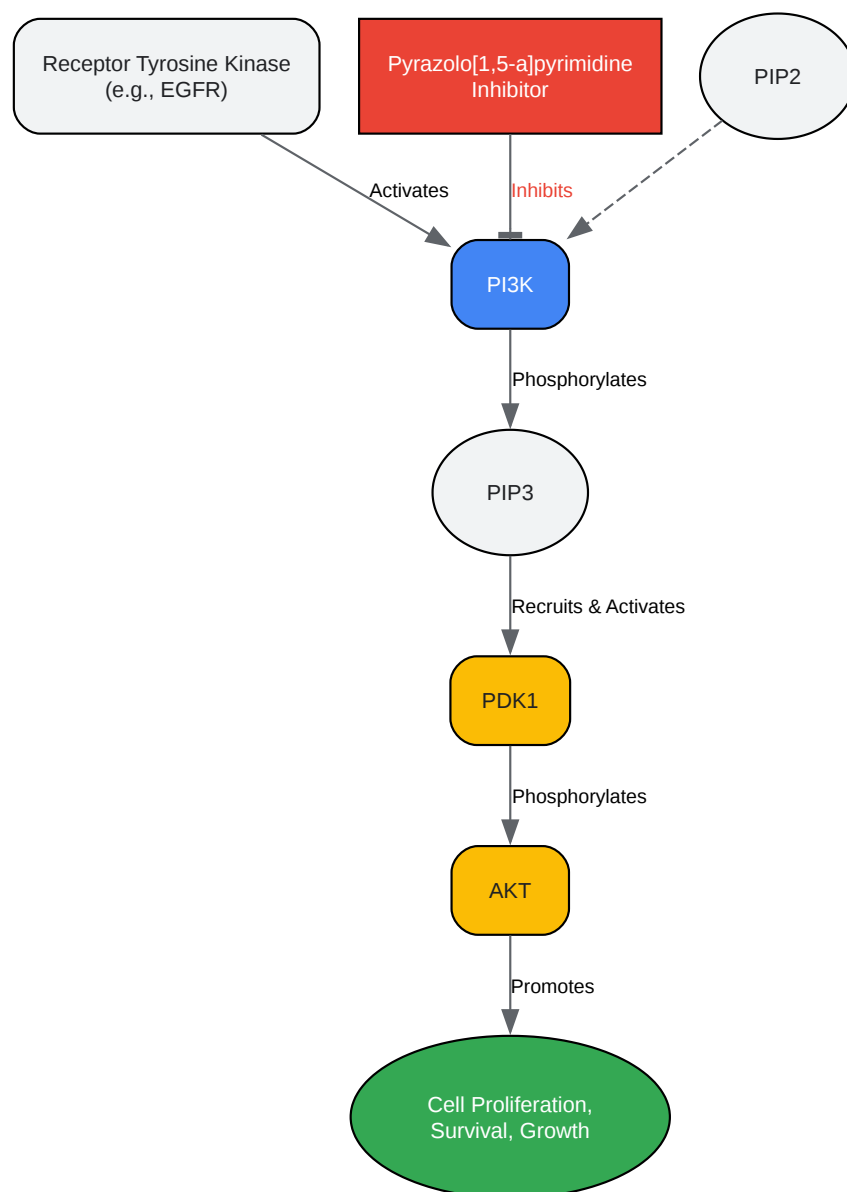 Receptor Tyrosine Kinase
(e.g., EGFR)
Pyrazolo[1,5-a]pyrimidine
Inhibitor
PIP2
Activates
Inhibits
PI3K
Phosphorylates
PIP3
Recruits & Activates
PDK1
Phosphorylates
AKT
Promotes
Cell Proliferation,
Survival, Growth